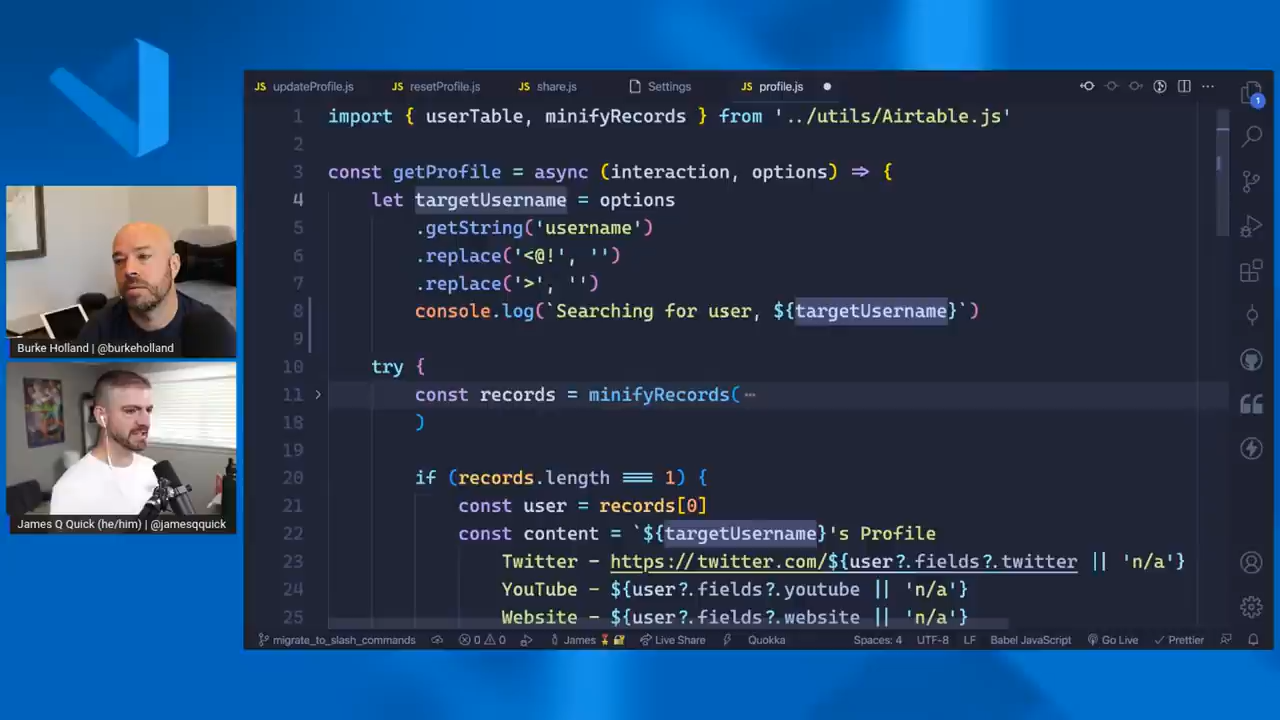 JS updateProfile.js JS resetProfile.js JS share.js Settings JS profile.js
1 import { userTable, minifyRecords } from '../utils/Airtable.js'
2
3 const getProfile = async (interaction, options) => {
4 let targetUsername = options
5 .getString('username')
6 .replace('<@!', '')
7 .replace('>', '')
8 console.log(`Searching for user, ${targetUsername}`)
9
10 try {
11 const records = minifyRecords( ⋯
18 )
19
20 if (records.length === 1) {
21 const user = records[0]
22 const content = `${targetUsername}'s Profile
23 Twitter - https://twitter.com/${user?.fields?.twitter || 'n/a'}
24 YouTube - ${user?.fields?.youtube || 'n/a'}
25 Website - ${user?.fields?.website || 'n/a'}
1
Burke Holland | @burkeholland
James Q Quick (he/him) | @jamesqquick
migrate_to_slash_commands 0 0 James Live Share Quokka Spaces: 4 UTF-8 LF Babel JavaScript Go Live Prettier